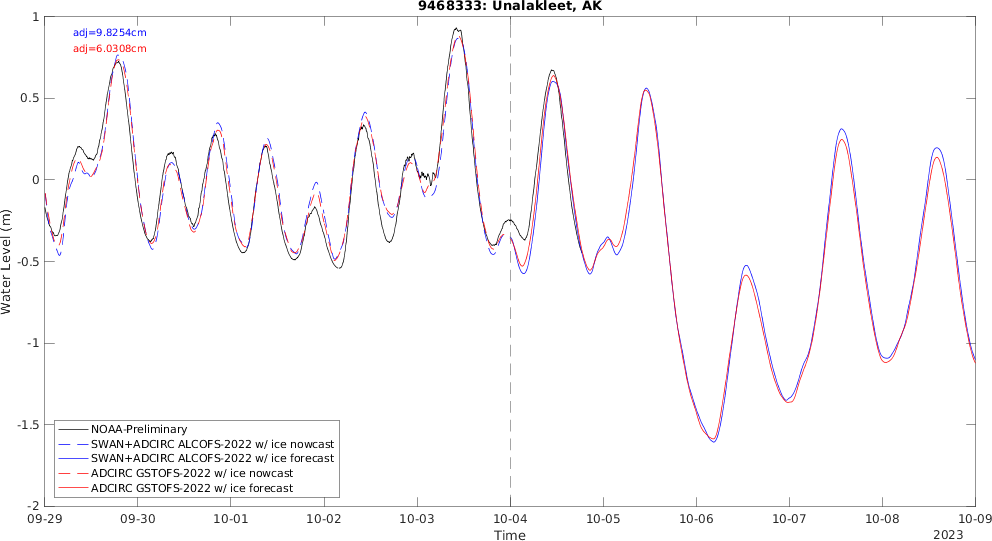 9468333: Unalakleet, AK
adj=9.8254cm
adj=6.0308cm
Water Level (m)
1
0.5
0
-0.5
-1
-1.5
-2
NOAA-Preliminary
SWAN+ADCIRC ALCOFS-2022 w/ ice nowcast
SWAN+ADCIRC ALCOFS-2022 w/ ice forecast
ADCIRC GSTOFS-2022 w/ ice nowcast
ADCIRC GSTOFS-2022 w/ ice forecast
09-29 09-30 10-01 10-02 10-03 10-04 10-05 10-06 10-07 10-08 10-09
Time
2023